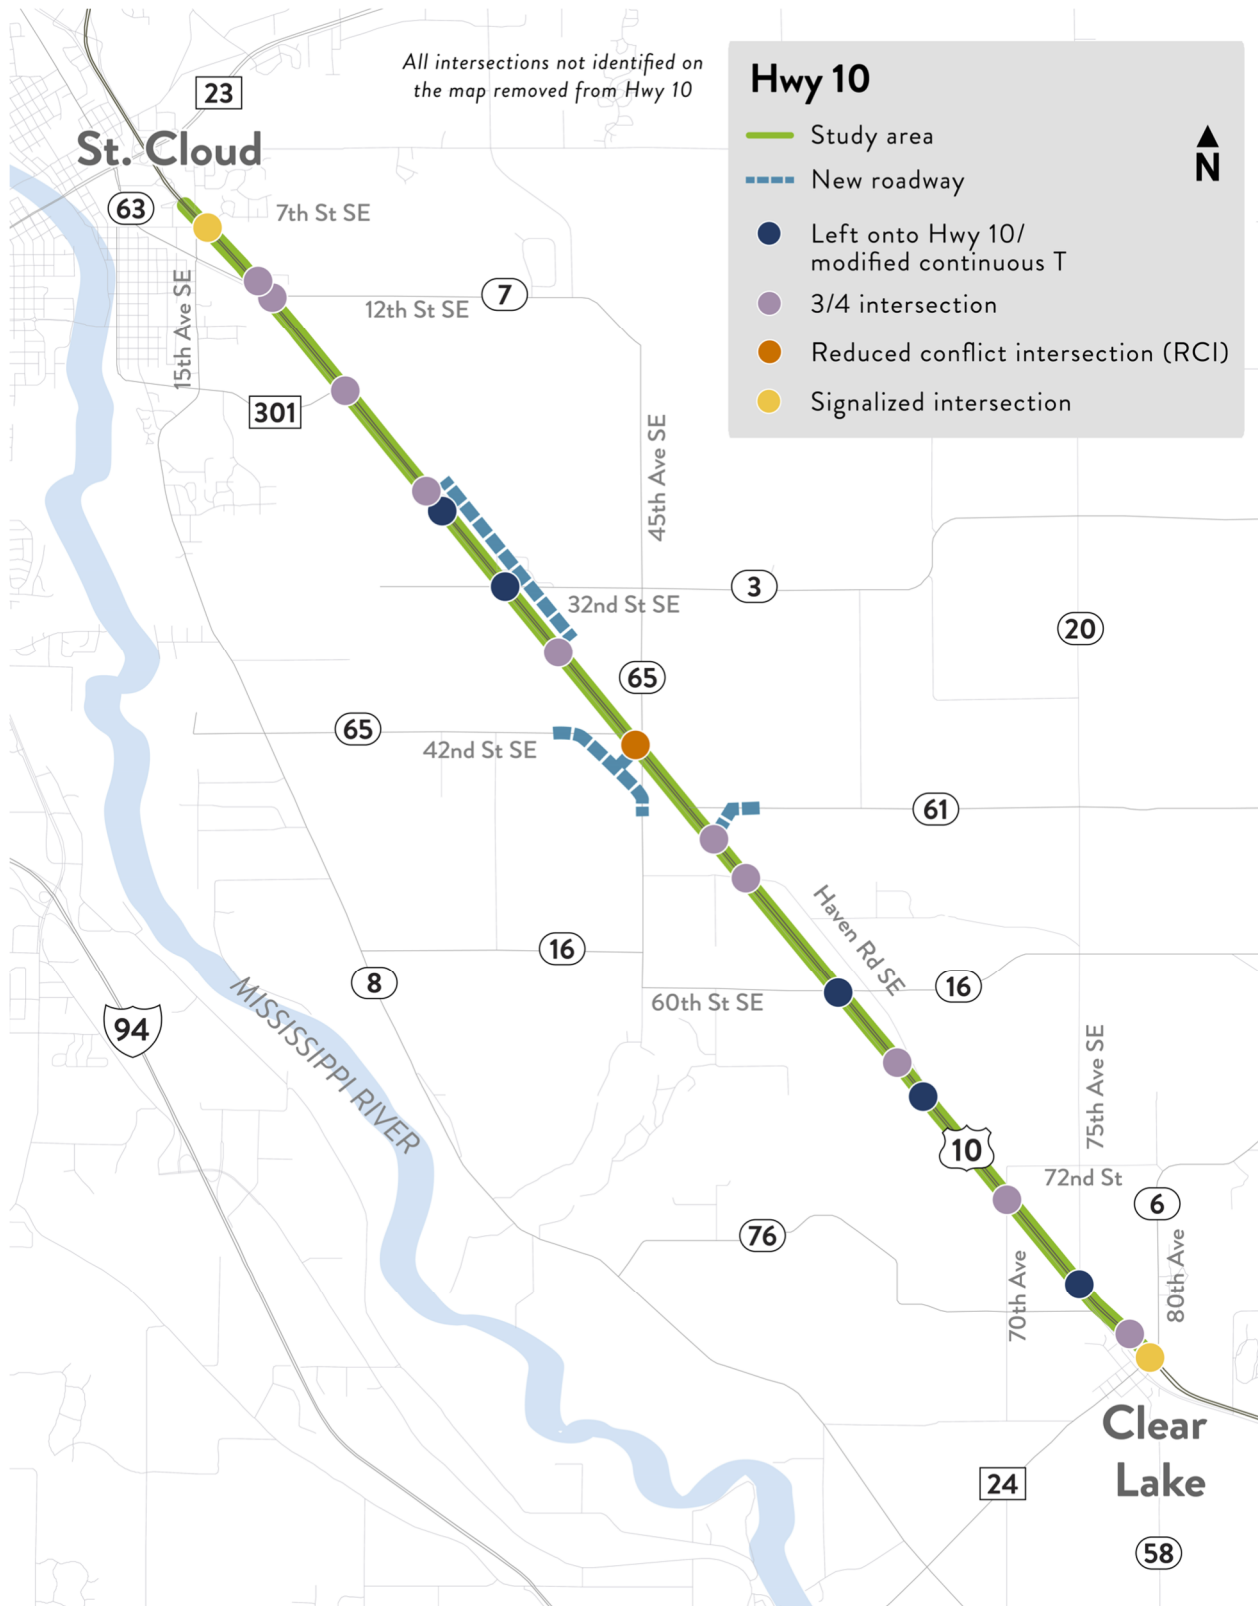 All intersections not identified on
the map removed from Hwy 10
Hwy 10
Study area
New roadway
Left onto Hwy 10/
modified continuous T
3/4 intersection
Reduced conflict intersection (RCI)
Signalized intersection
N
23
St. Cloud
63
7th St SE
15th Ave SE
12th St SE
7
301
45th Ave SE
3
32nd St SE
20
65
65
42nd St SE
61
Haven Rd SE
16
8
60th St SE
16
94
MISSISSIPPI RIVER
75th Ave SE
10
72nd St
6
76
70th Ave
80th Ave
Clear
Lake
24
58